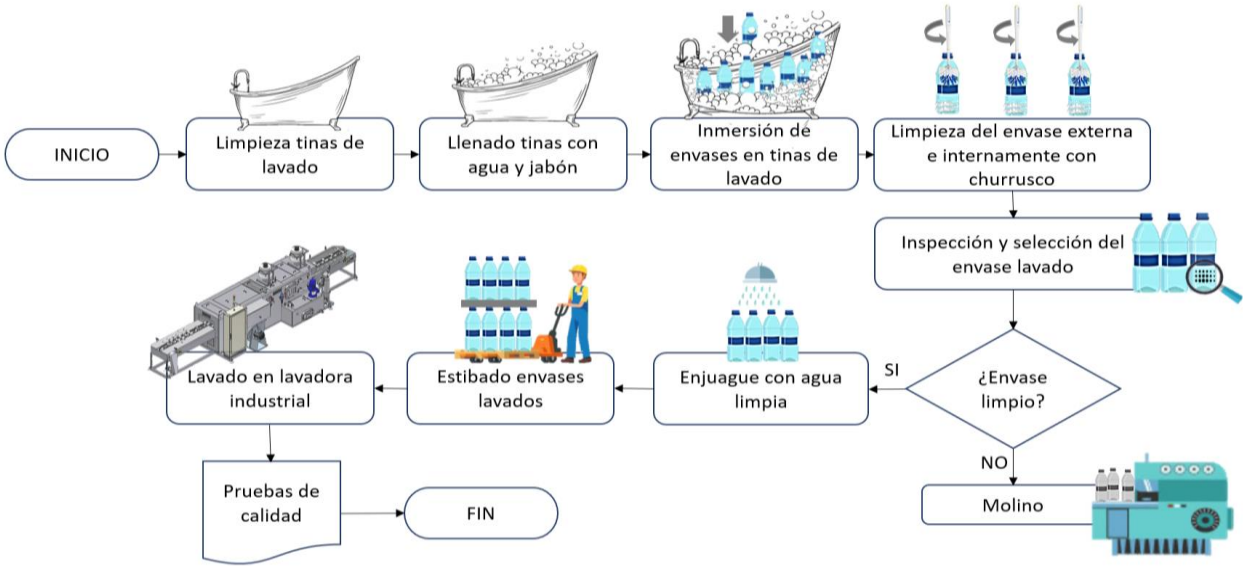 INICIO
Limpieza tinas de
lavado
Llenado tinas con
agua y jabón
Inmersión de
envases en tinas de
lavado
Limpieza del envase externa
e internamente con
churrusco
Inspección y selección del
envase lavado
¿Envase
limpio?
SI
Enjuague con agua
limpia
Estibado envases
lavados
Lavado en lavadora
industrial
NO
Molino
Pruebas de
calidad
FIN